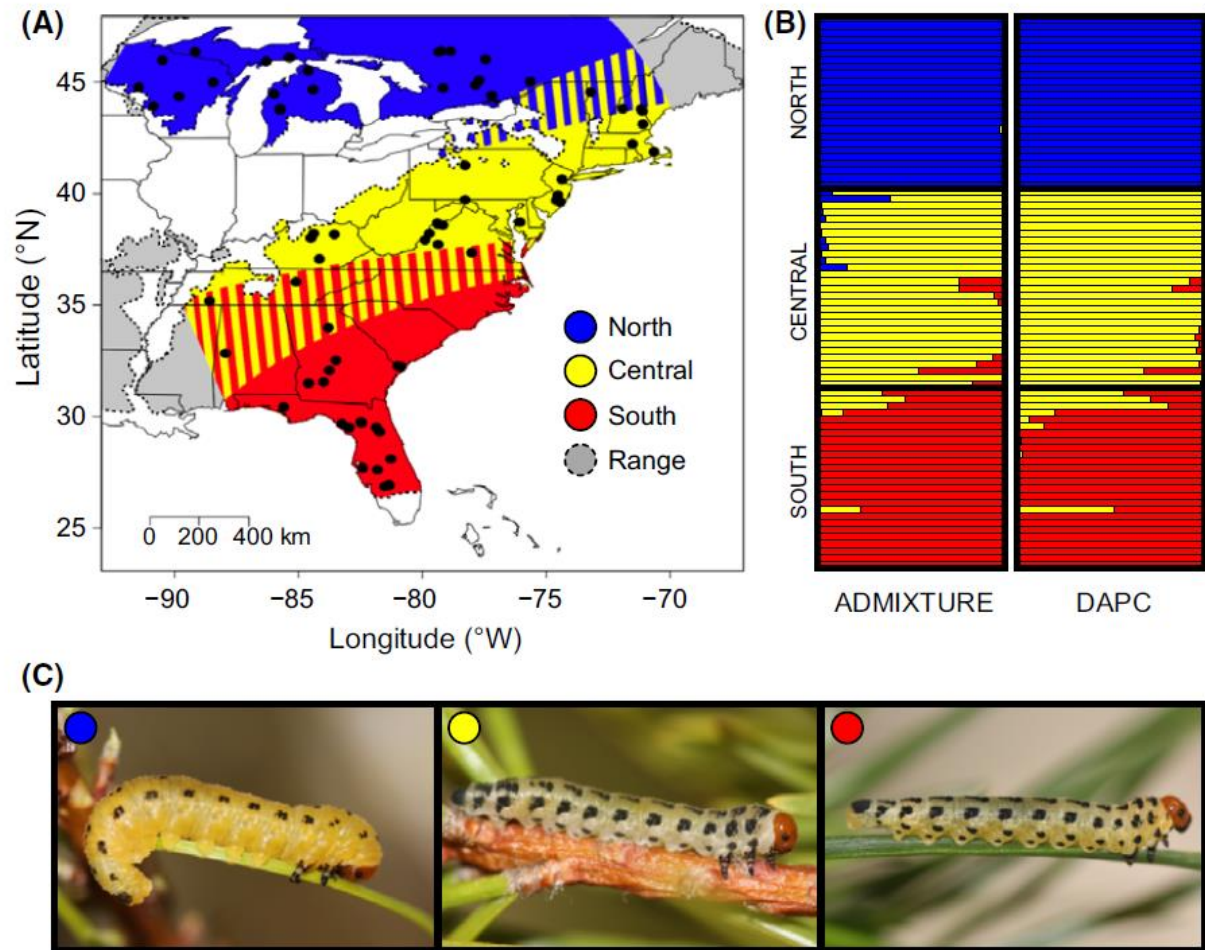 (A)
45
40
35
30
25
Latitude (°N)
North
Central
South
Range
0 200 400 km
−90 −85 −80 −75 −70
Longitude (°W)
(B)
NORTH
CENTRAL
SOUTH
ADMIXTURE DAPC
(C)